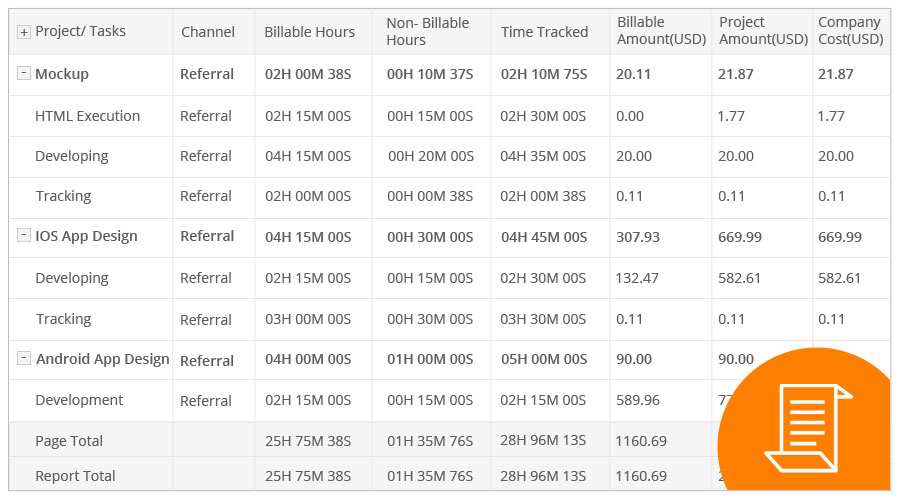 + Project/ Tasks Channel Billable Hours Non- Billable Hours Time Tracked Billable Amount(USD) Project Amount(USD) Company Cost(USD)
- Mockup Referral 02H 00M 38S 00H 10M 37S 02H 10M 75S 20.11 21.87 21.87
HTML Execution Referral 02H 15M 00S 00H 15M 00S 02H 30M 00S 0.00 1.77 1.77
Developing Referral 04H 15M 00S 00H 20M 00S 04H 35M 00S 20.00 20.00 20.00
Tracking Referral 02H 00M 00S 00H 00M 38S 02H 00M 38S 0.11 0.11 0.11
- IOS App Design Referral 04H 15M 00S 00H 30M 00S 04H 45M 00S 307.93 669.99 669.99
Developing Referral 02H 15M 00S 00H 15M 00S 02H 30M 00S 132.47 582.61 582.61
Tracking Referral 03H 00M 00S 00H 30M 00S 03H 30M 00S 0.11 0.11 0.11
- Android App Design Referral 04H 00M 00S 01H 00M 00S 05H 00M 00S 90.00 90.00
Development Referral 02H 15M 00S 00H 15M 00S 02H 15M 00S 589.96
Page Total 25H 75M 38S 01H 35M 76S 28H 96M 13S 1160.69
Report Total 25H 75M 38S 01H 35M 76S 28H 96M 13S 1160.69